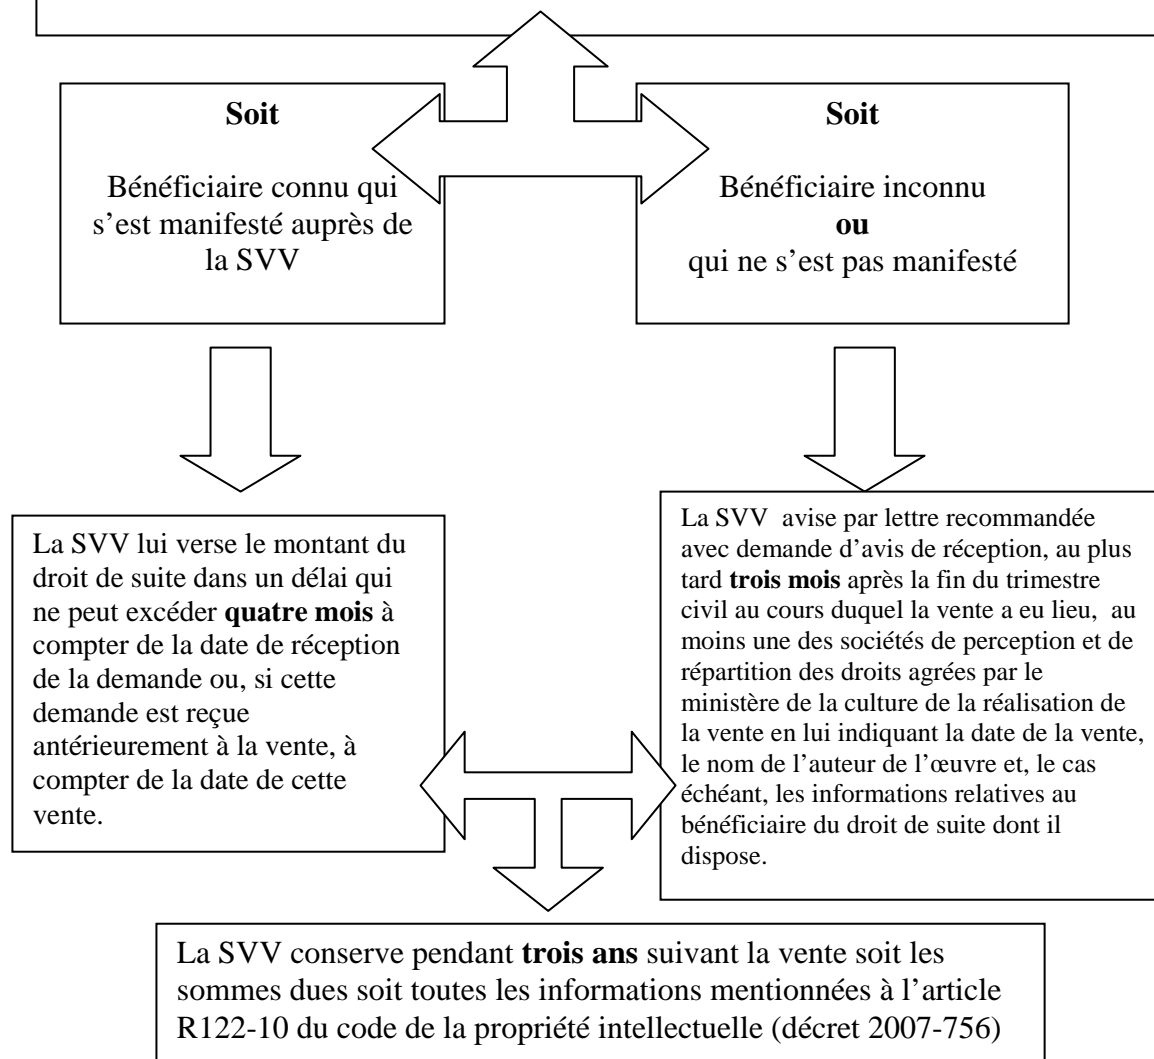 Soit
Bénéficiaire connu qui
s’est manifesté auprès de
la SVV
Soit
Bénéficiaire inconnu
ou
qui ne s’est pas manifesté
La SVV lui verse le montant du
droit de suite dans un délai qui
ne peut excéder quatre mois à
compter de la date de réception
de la demande ou, si cette
demande est reçue
antérieurement à la vente, à
compter de la date de cette
vente.
La SVV avise par lettre recommandée
avec demande d’avis de réception, au plus
tard trois mois après la fin du trimestre
civil au cours duquel la vente a eu lieu, au
moins une des sociétés de perception et de
répartition des droits agrées par le
ministère de la culture de la réalisation de
la vente en lui indiquant la date de la vente,
le nom de l’auteur de l’œuvre et, le cas
échéant, les informations relatives au
bénéficiaire du droit de suite dont il
dispose.
La SVV conserve pendant trois ans suivant la vente soit les
sommes dues soit toutes les informations mentionnées à l’article
R122-10 du code de la propriété intellectuelle (décret 2007-756)